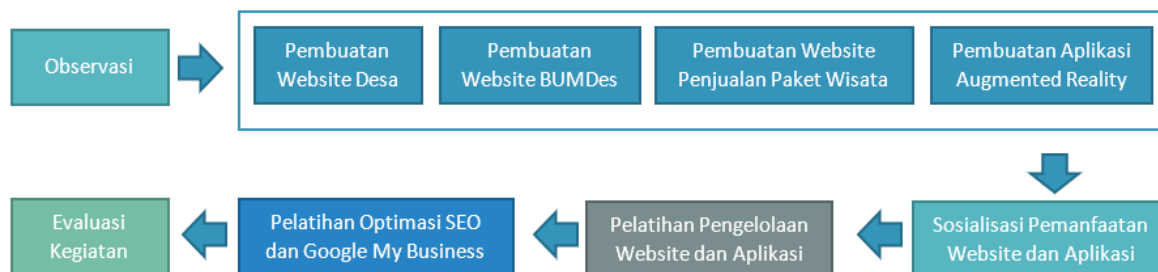 Observasi
Pembuatan
Website Desa
Pembuatan
Website BUMDes
Pembuatan Website
Penjualan Paket Wisata
Pembuatan Aplikasi
Augmented Reality
Sosialisasi Pemanfaatan
Website dan Aplikasi
Pelatihan Pengelolaan
Website dan Aplikasi
Pelatihan Optimasi SEO
dan Google My Business
Evaluasi
Kegiatan